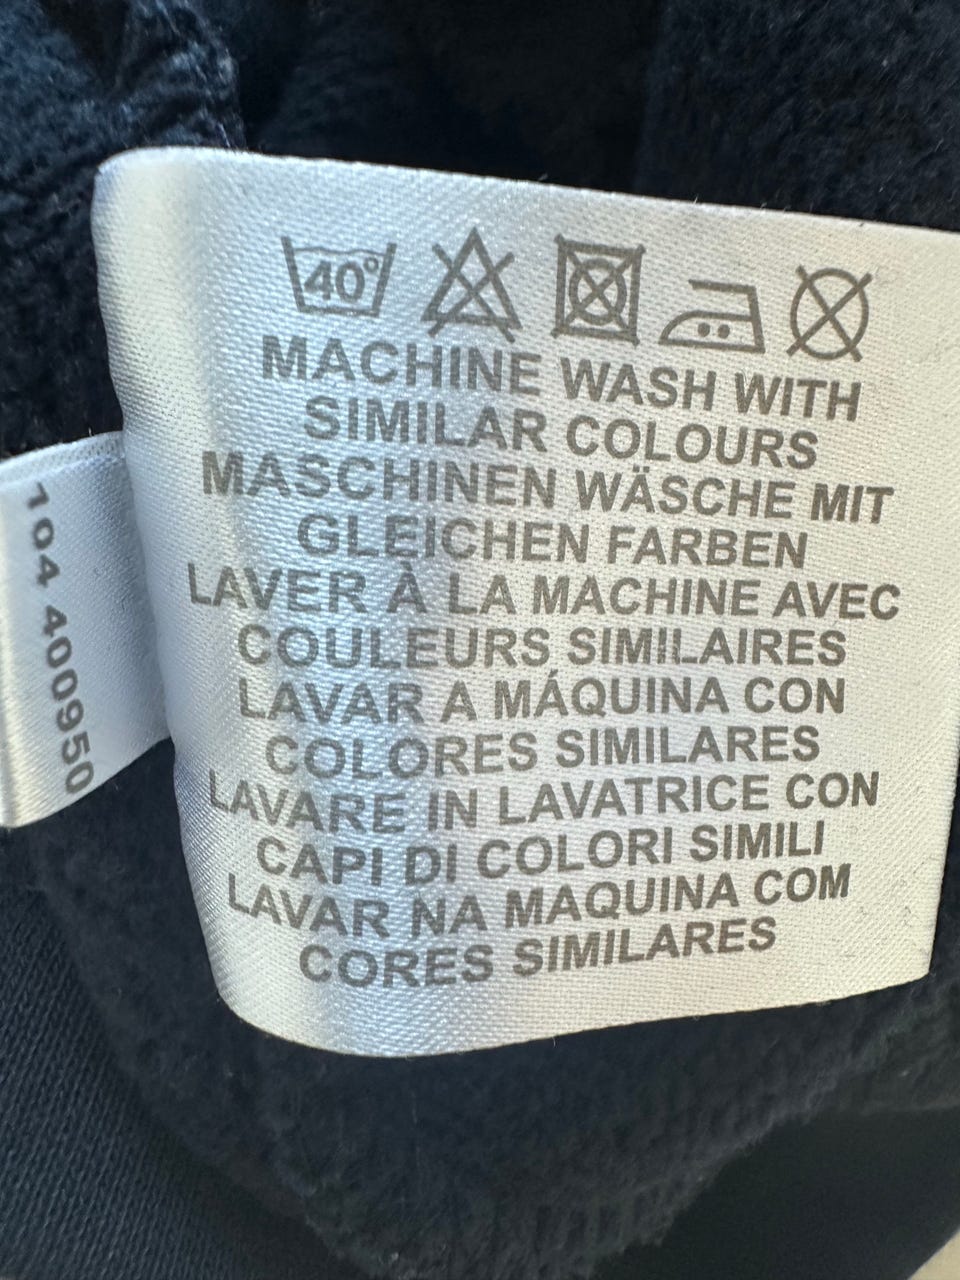 40°
MACHINE WASH WITH
SIMILAR COLOURS
MASCHINEN WÄSCHE MIT
GLEICHEN FARBEN
LAVER À LA MACHINE AVEC
COULEURS SIMILAIRES
LAVAR A MÁQUINA CON
COLORES SIMILARES
LAVARE IN LAVATRICE CON
CAPI DI COLORI SIMILI
LAVAR NA MAQUINA COM
CORES SIMILARES
104 400950